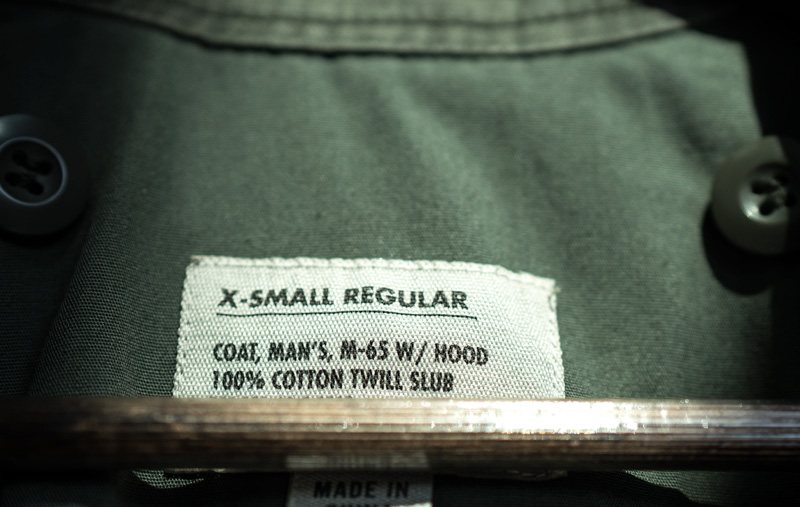 X-SMALL REGULAR
COAT, MAN'S, M-65 W/ HOOD
100% COTTON TWILL SLUB
MADE IN